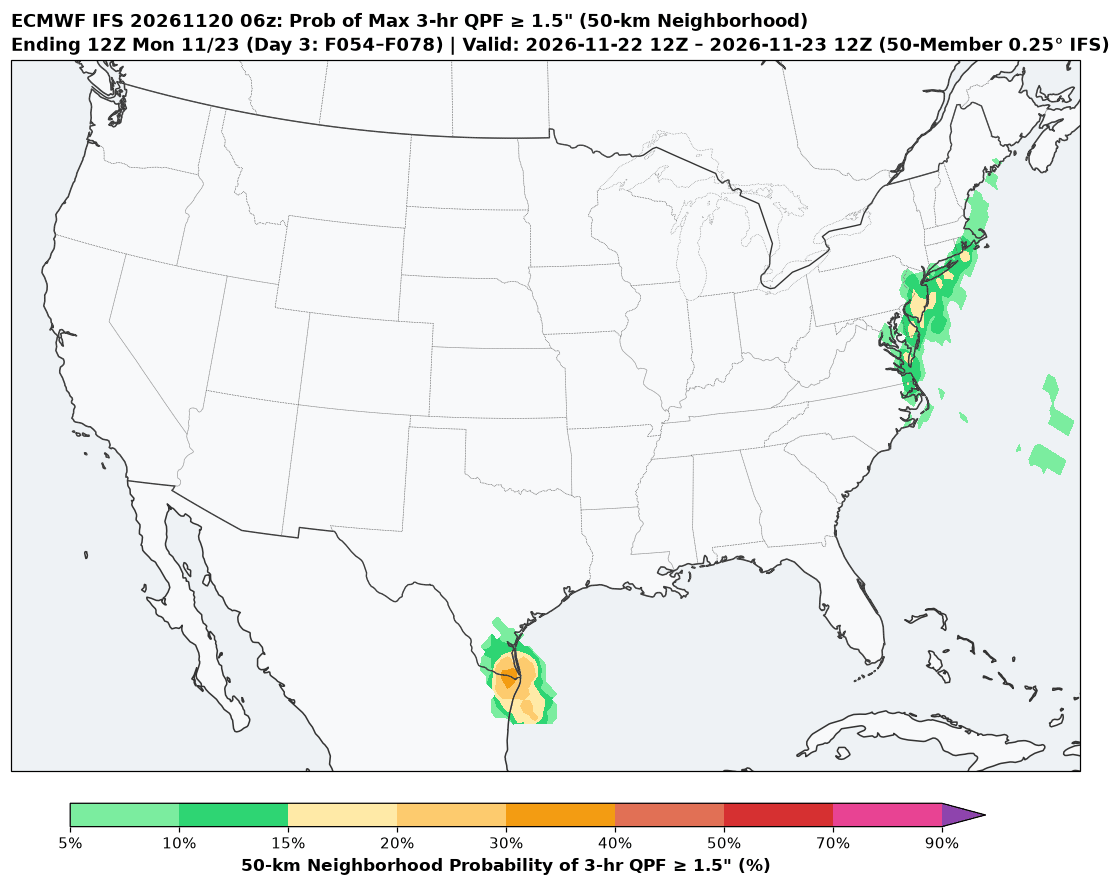 ECMWF IFS 20261120 06z: Prob of Max 3-hr QPF ≥ 1.5" (50-km Neighborhood)
Ending 12Z Mon 11/23 (Day 3: F054–F078) | Valid: 2026-11-22 12Z – 2026-11-23 12Z (50-Member 0.25° IFS)
5% 10% 15% 20% 30% 40% 50% 70% 90%
50-km Neighborhood Probability of 3-hr QPF ≥ 1.5" (%)